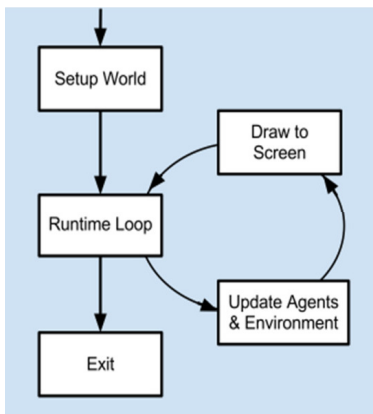 Setup World
Draw to
Screen
Runtime Loop
Update Agents
& Environment
Exit